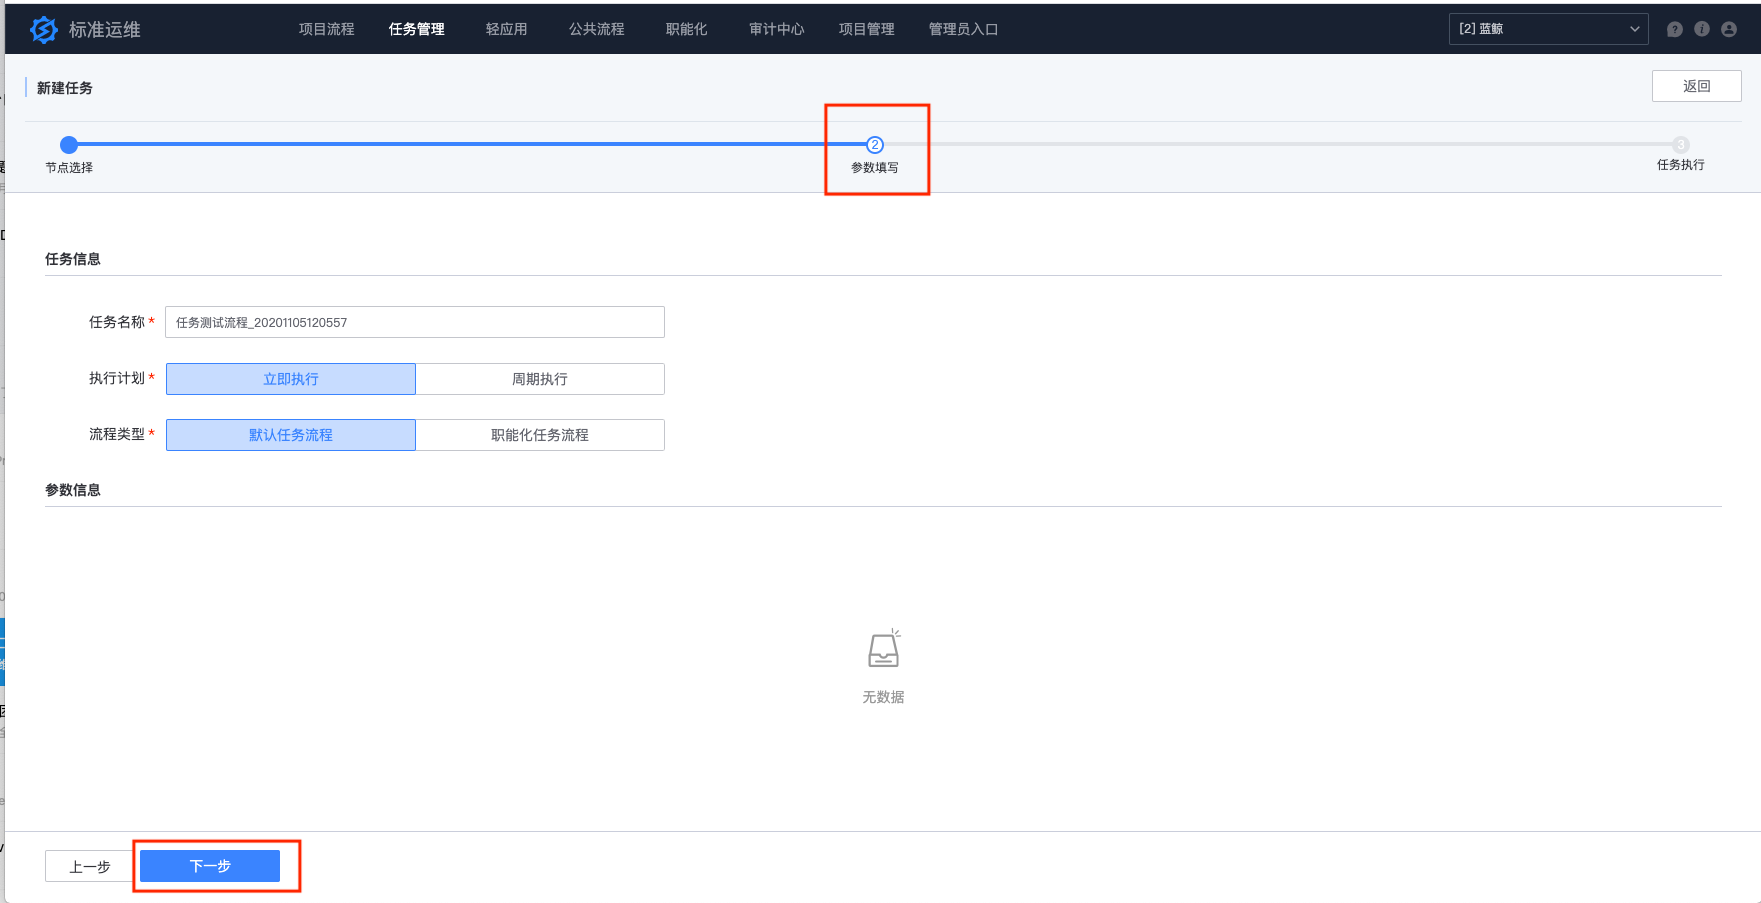 标准运维 项目流程 任务管理 轻应用 公共流程 职能化 审计中心 项目管理 管理员入口 [2] 蓝鲸
新建任务 返回
2 3
节点选择 参数填写 任务执行
任务信息
任务名称 * 任务测试流程_20201105120557
执行计划 * 立即执行 周期执行
流程类型 * 默认任务流程 职能化任务流程
参数信息
无数据
上一步 下一步